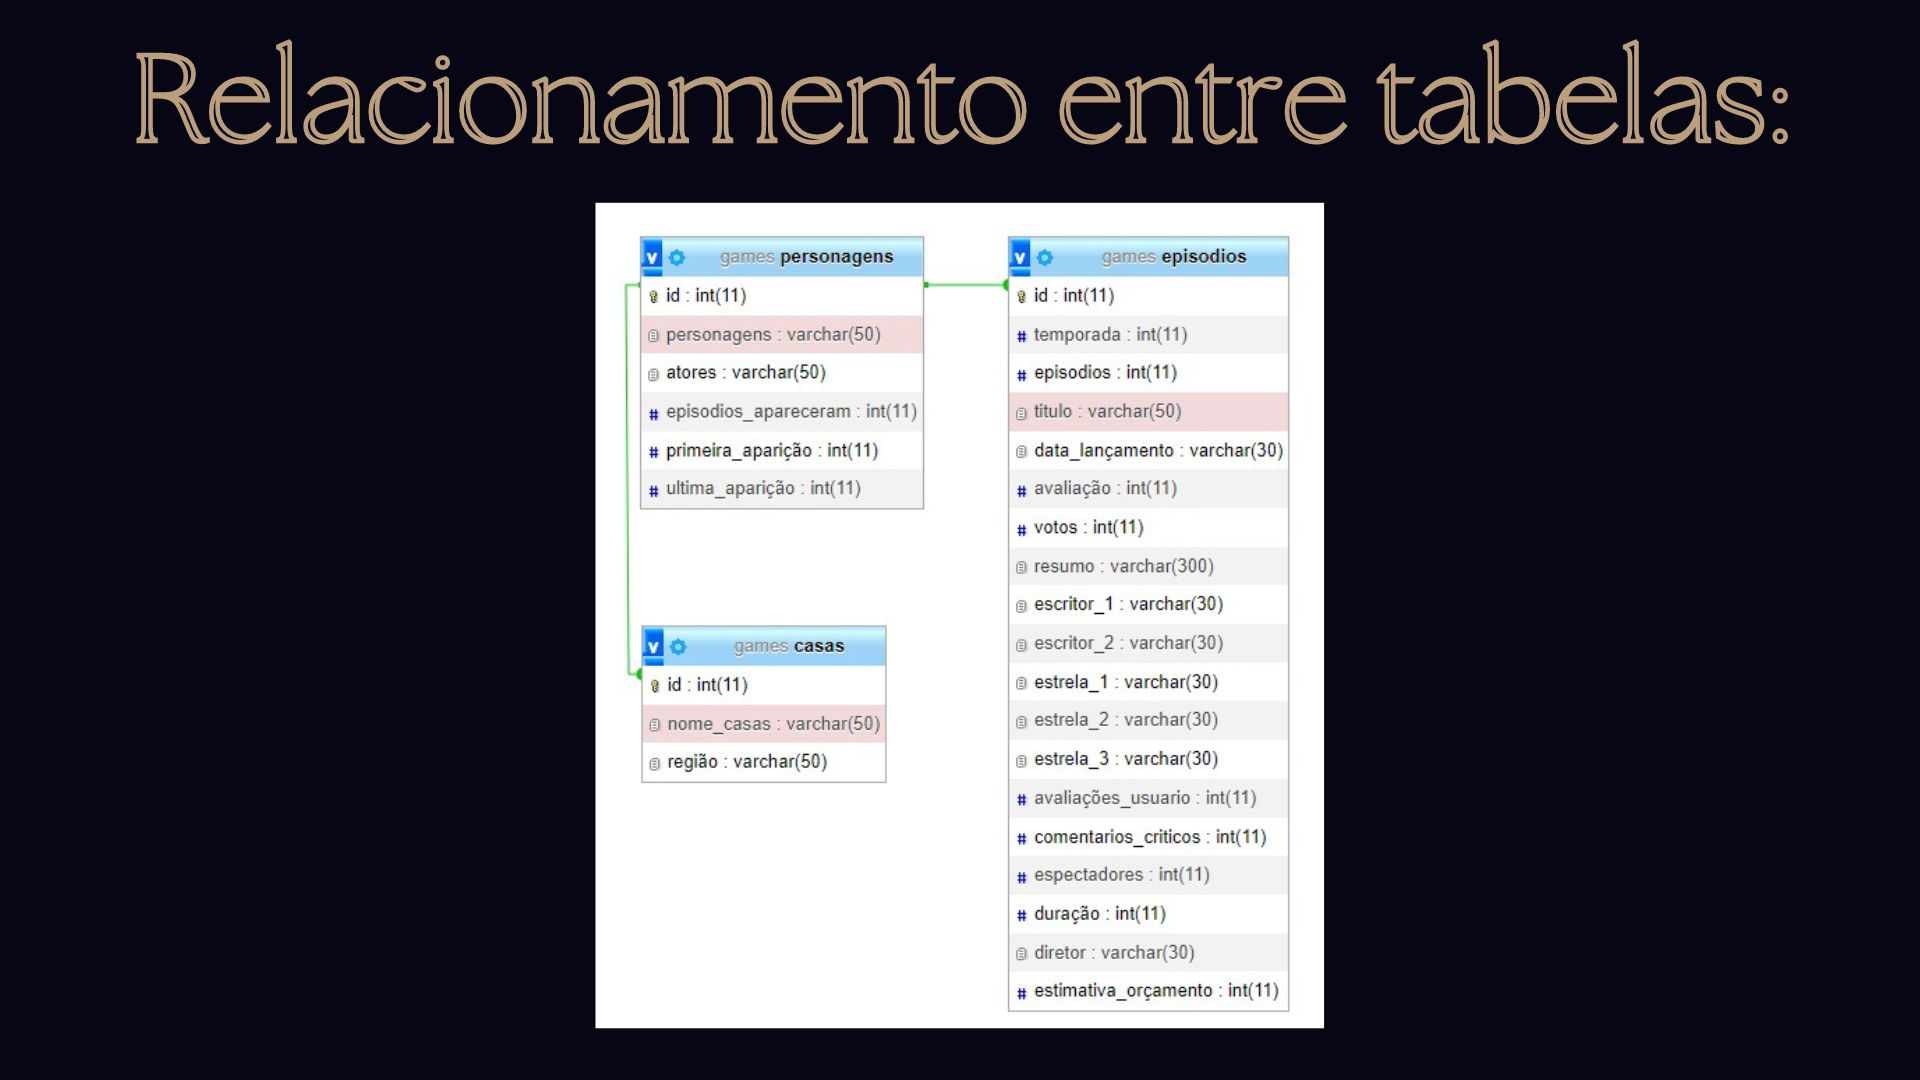 Relacionamento entre tabelas:
v games personagens
id : int(11)
personagens : varchar(50)
atores : varchar(50)
# episodios_apareceram : int(11)
# primeira_aparição : int(11)
# ultima_aparição : int(11)
v games casas
id : int(11)
nome_casas : varchar(50)
região : varchar(50)
v games episodios
id : int(11)
# temporada : int(11)
# episodios : int(11)
titulo : varchar(50)
data_lançamento : varchar(30)
# avaliação : int(11)
# votos : int(11)
resumo : varchar(300)
escritor_1 : varchar(30)
escritor_2 : varchar(30)
estrela_1 : varchar(30)
estrela_2 : varchar(30)
estrela_3 : varchar(30)
# avaliações_usuario : int(11)
# comentarios_criticos : int(11)
# espectadores : int(11)
# duração : int(11)
diretor : varchar(30)
# estimativa_orçamento : int(11)